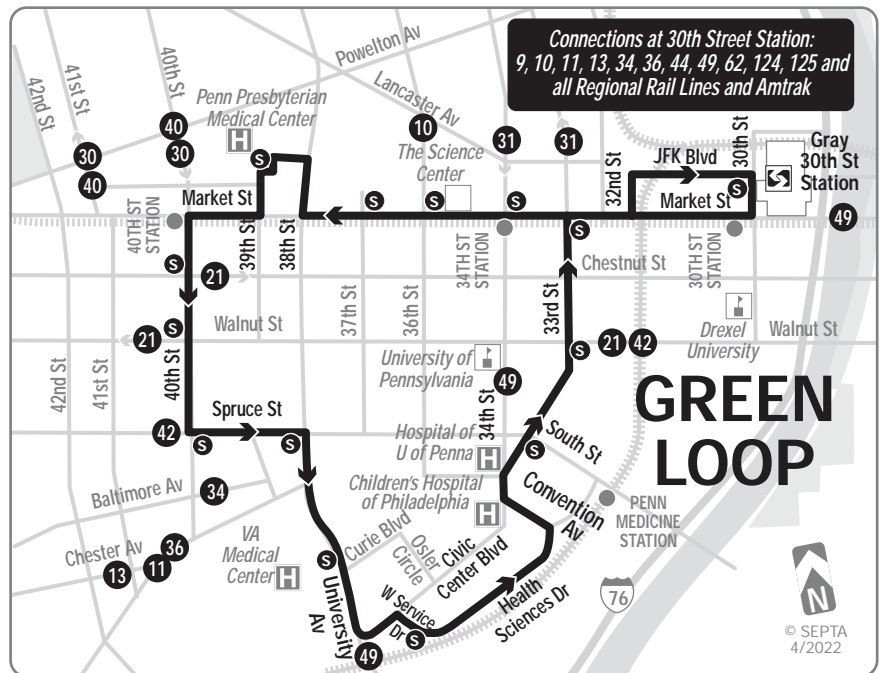 Connections at 30th Street Station:
9, 10, 11, 13, 34, 36, 44, 49, 62, 124, 125 and
all Regional Rail Lines and Amtrak
42nd St
41st St
40th St
Powelton Av
Lancaster Av
Penn Presbyterian
Medical Center
H
40
30
30
40
10
31
31
The Science
Center
S
32nd St
JFK Blvd
30th St
Gray
30th St
Station
S
Market St
S
S
S
Market St
S
49
40TH ST
STATION
39th St
38th St
34TH ST
STATION
S
30TH ST
STATION
S
21
Chestnut St
37th St
36th St
33rd St
S
21
Walnut St
S
21
42
Drexel
University
Walnut St
42nd St
41st St
40th St
University of
Pennsylvania
49
34th St
GREEN
LOOP
Spruce St
42
S
S
Hospital of
U of Penna
H
S
South St
Children's Hospital
of Philadelphia
H
Convention
Av
PENN
MEDICINE
STATION
Baltimore Av
34
Chester Av
36
11
13
VA
Medical
Center
H
S
Curie Blvd
Osler
Circle
Civic
Center Blvd
University
Av
W Service
Dr
S
Health
Sciences Dr
49
76
N
© SEPTA
4/2022